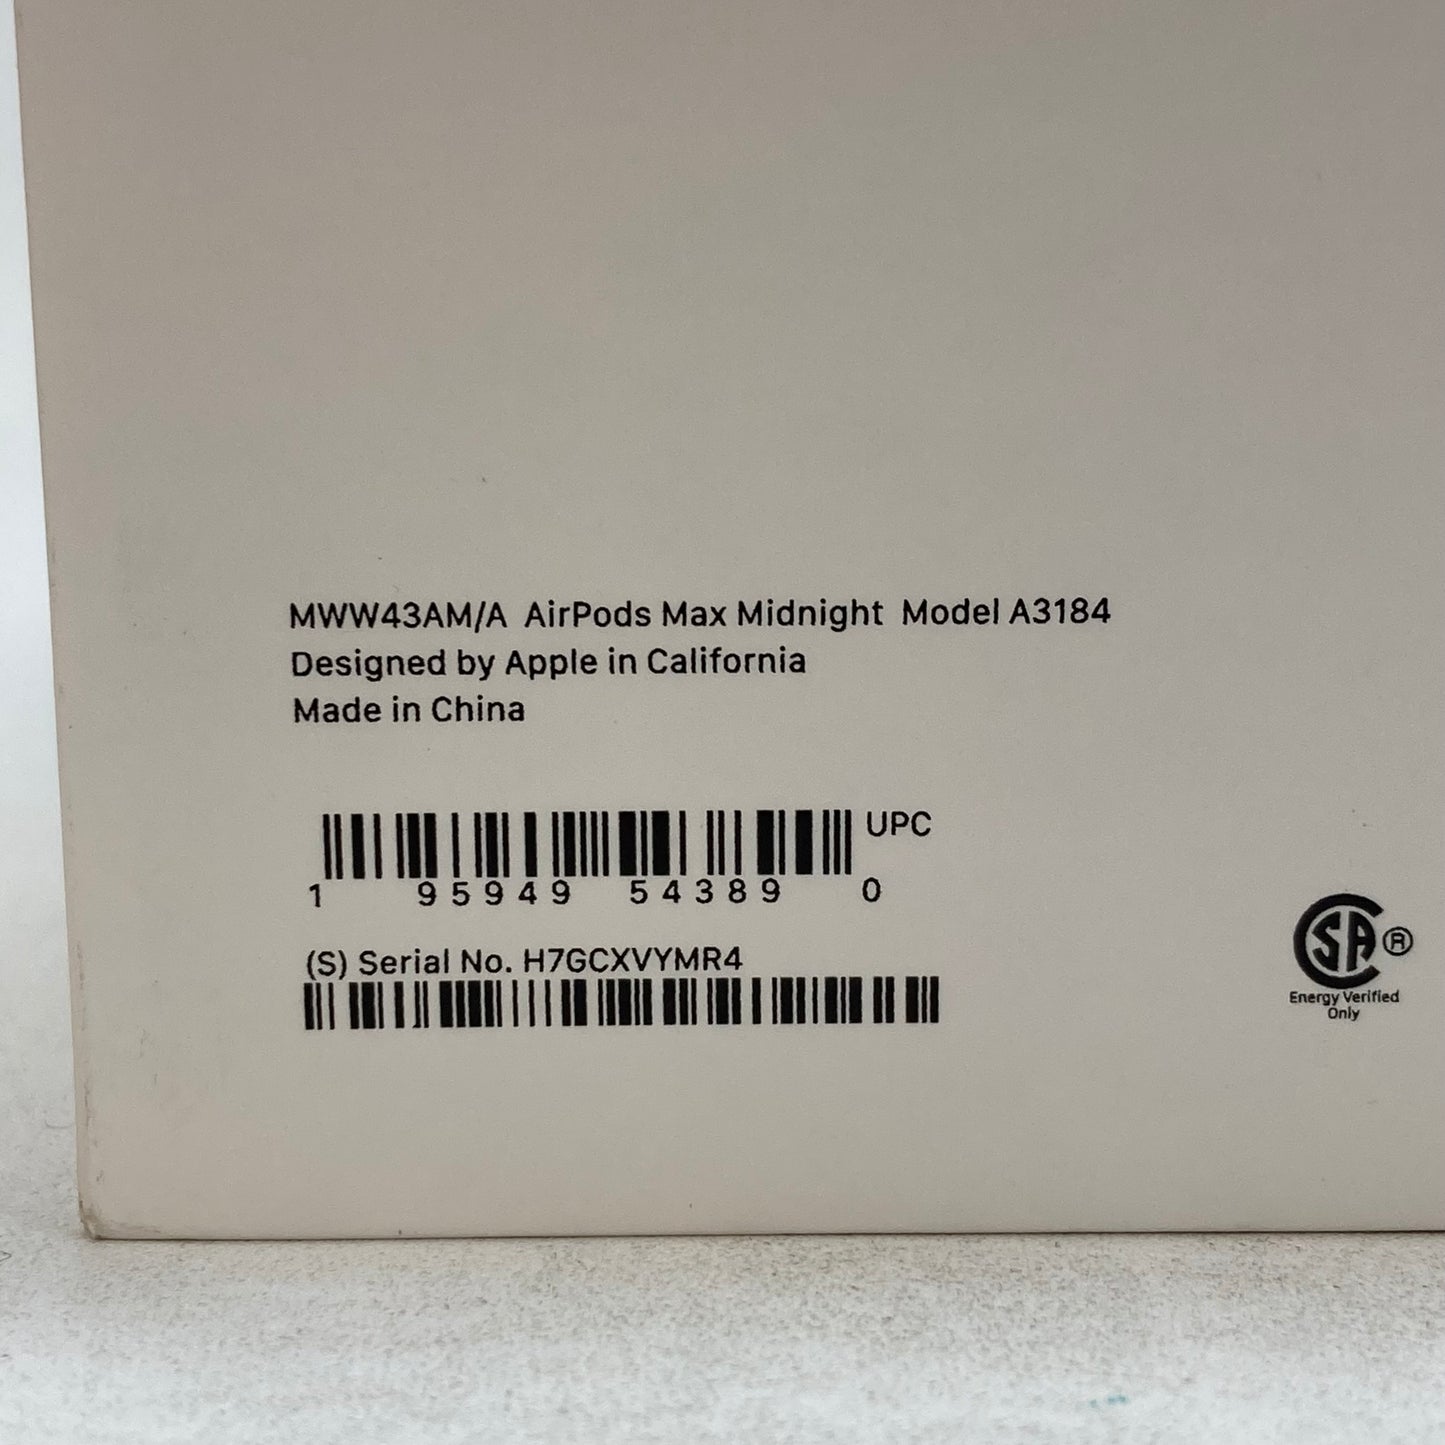 MWW43AM/A AirPods Max Midnight Model A3184
Designed by Apple in California
Made in China
UPC
1 95949 54389 0
(S) Serial No. H7GCXVYMR4
CSA ®
Energy Verified
Only